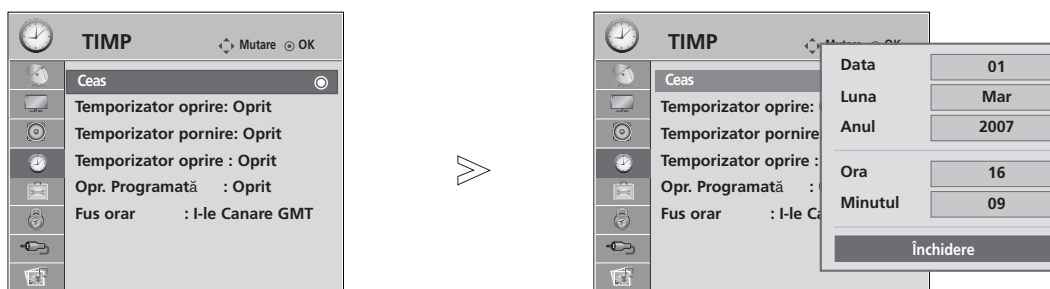 TIMP Mutare OK
Ceas
Temporizator oprire: Oprit
Temporizator pornire: Oprit
Temporizator oprire : Oprit
Opr. Programată : Oprit
Fus orar : I-le Canare GMT
TIMP
Ceas
Temporizator oprire:
Temporizator pornire
Temporizator oprire :
Opr. Programată :
Fus orar : I-le
Data 01
Luna Mar
Anul 2007
Ora 16
Minutul 09
Închidere